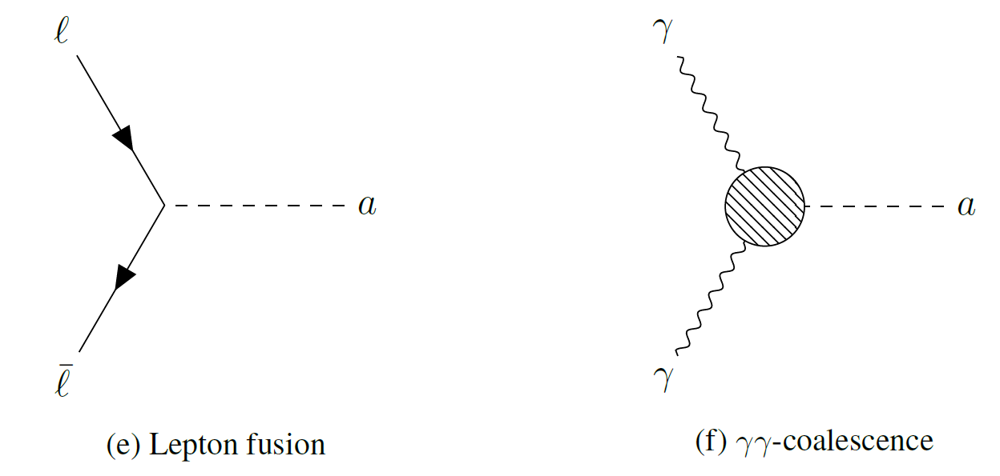 ℓ
γ
a
a
ℓ̄
γ
(e) Lepton fusion
(f) γγ-coalescence